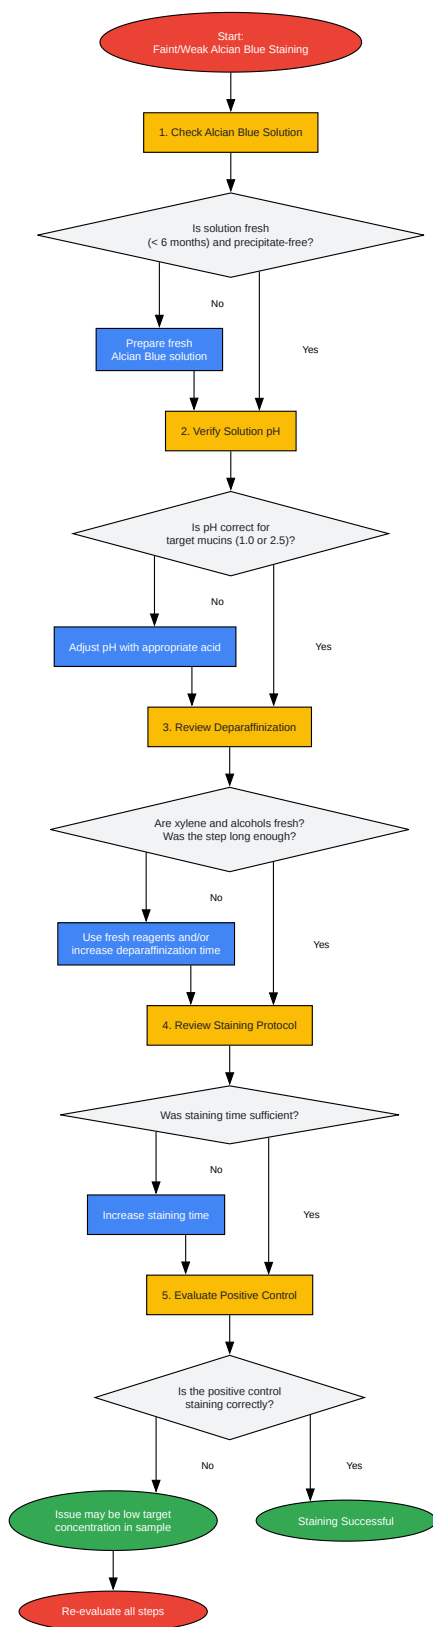 Start:
Faint/Weak Alcian Blue Staining
1. Check Alcian Blue Solution
Is solution fresh
(< 6 months) and precipitate-free?
No
Prepare fresh
Alcian Blue solution
Yes
2. Verify Solution pH
Is pH correct for
target mucins (1.0 or 2.5)?
No
Adjust pH with appropriate acid
Yes
3. Review Deparaffinization
Are xylene and alcohols fresh?
Was the step long enough?
No
Use fresh reagents and/or
increase deparaffinization time
Yes
4. Review Staining Protocol
Was staining time sufficient?
No
Increase staining time
Yes
5. Evaluate Positive Control
Is the positive control
staining correctly?
No
Yes
Issue may be low target
concentration in sample
Staining Successful
Re-evaluate all steps